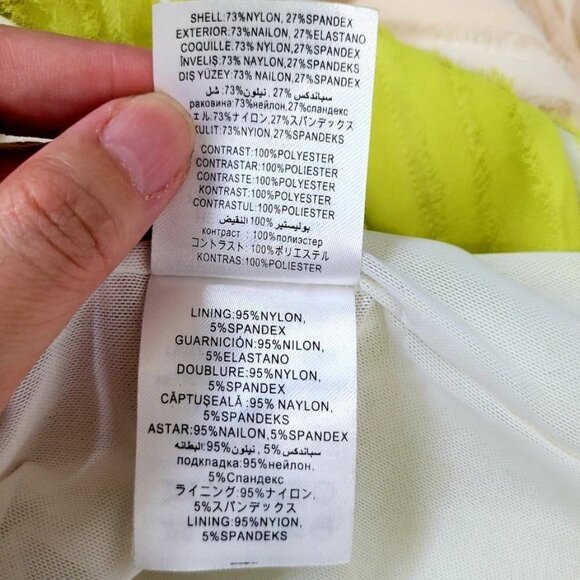 SHELL:73%NYLON,27%SPANDEX
EXTERIOR:73%NAILON,27%ELASTANO
COQUILLE:73%NYLON,27%SPANDEX
ÎNVELIŞ:73%NYLON,27%SPANDEKS
DIŞ YÜZEY:73% NAILON,27%SPANDEX
سباندكس %27, نيلون %73: شل
раковина:73%нейлон,27%спандекс
ェル:73%ナイロン,27%スパンデックス
KULIT:73%NYION,27%SPANDEKS
CONTRAST:100%POLYESTER
CONTRASTAR:100%POLIESTER
CONTRASTE:100%POLYESTER
KONTRAST:100%POLYESTER
CONTRASTUL:100%POLYESTER
بوليستير %100 النقيض
контраст : 100%полиэстер
コントラスト: 100%ポリエステル
KONTRAS:100%POLIESTER
LINING:95%NYLON,
5%SPANDEX
GUARNICIÓN:95%NILON,
5%ELASTANO
DOUBLURE:95%NYLON,
5%SPANDEX
CĂPTUŞEALĂ :95% NAYLON,
5%SPANDEKS
ASTAR:95%NAILON,5%SPANDEX
سباندكس %5, نيلون %95: البطانه
подкладка:95%нейлон,
5%Спандекс
ライニング:95%ナイロン,
5%スパンデックス
LINING:95%NYION,
5%SPANDEKS